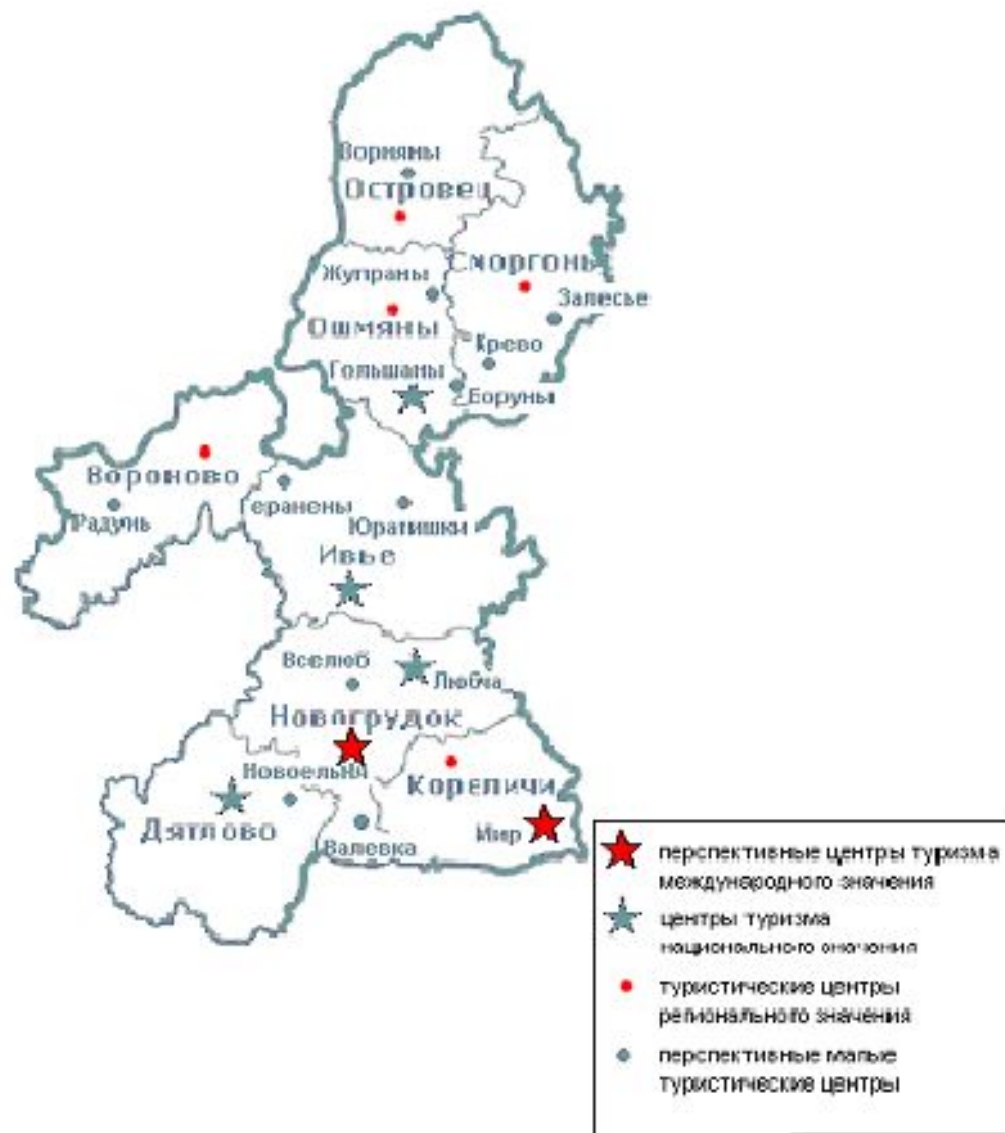 Ворняны
Островец
Сморгонь
Жупраны
Залесье
Ошмяны
Крево
Гольшаны
Боруны
Вороново
Геранены
Радунь
Юратишки
Ивье
Вселюб
Любча
Новогрудок
Новоельня
Кореличи
Дятлово
Мир
Валевка
перспективные центры туризма
международного значения
центры туризма
национального значения
туристические центры
регионального значения
перспективные малые
туристические центры